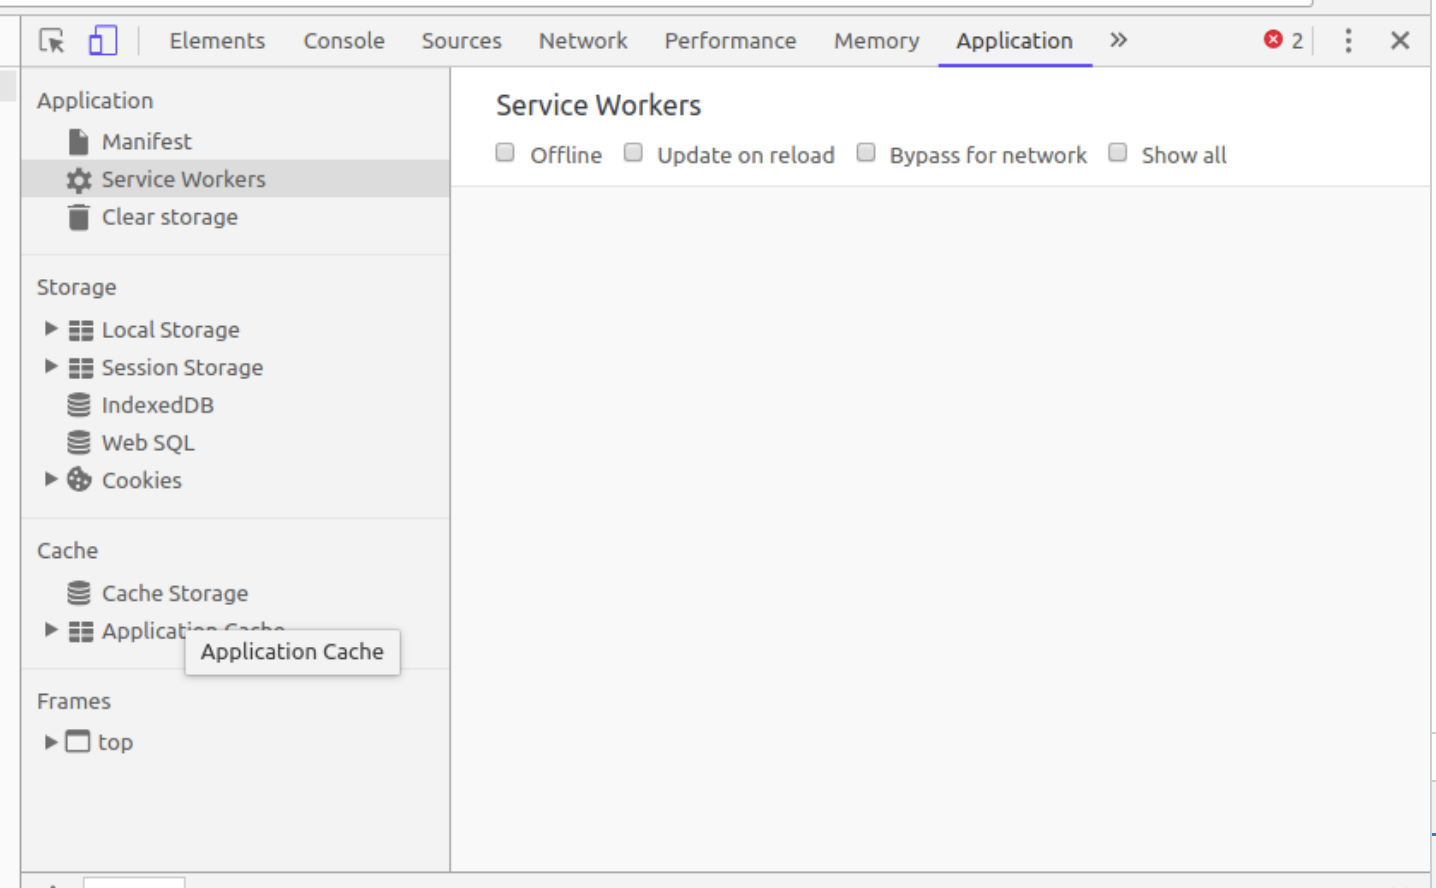 Elements Console Sources Network Performance Memory Application » 2
Application
Manifest
Service Workers
Clear storage
Storage
Local Storage
Session Storage
IndexedDB
Web SQL
Cookies
Cache
Cache Storage
Application Cache
Application Cache
Frames
top
Service Workers
Offline Update on reload Bypass for network Show all